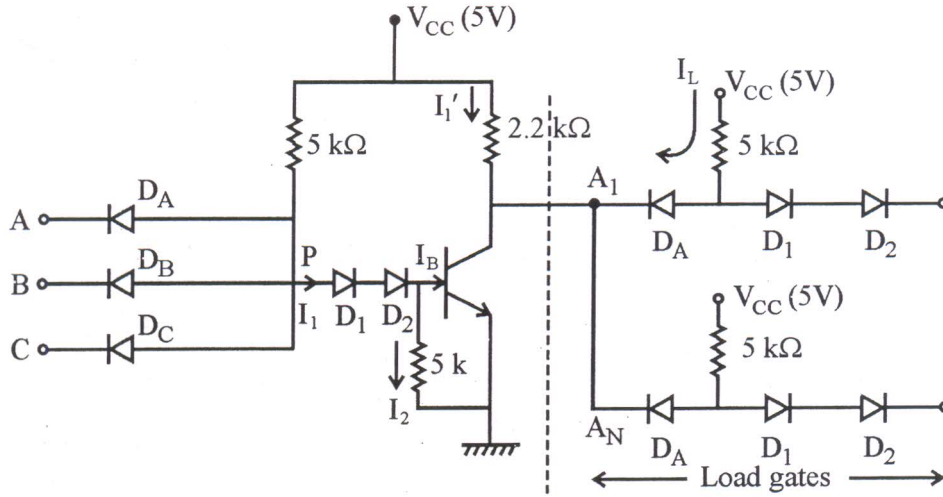 V_CC (5V)
I_1'
5 kΩ
2.2 kΩ
I_L
V_CC (5V)
5 kΩ
A
D_A
A_1
D_A
D_1
D_2
B
D_B
P
I_1
D_1
D_2
I_B
C
D_C
5 k
I_2
V_CC (5V)
5 kΩ
A_N
D_A
D_1
D_2
Load gates